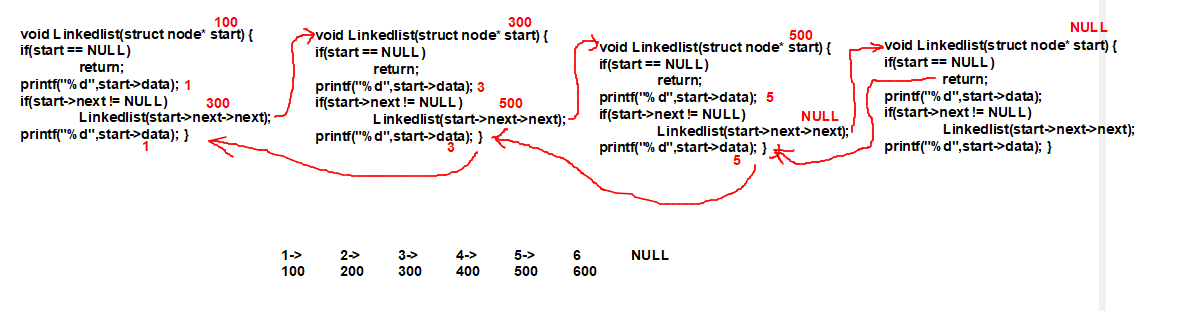 100
void Linkedlist(struct node* start) {
if(start == NULL)
return;
printf("%d",start->data); 1
if(start->next != NULL)
300
Linkedlist(start->next->next);
printf("%d",start->data); }
1
300
void Linkedlist(struct node* start) {
if(start == NULL)
return;
printf("%d",start->data); 3
if(start->next != NULL)
500
Linkedlist(start->next->next);
printf("%d",start->data); }
3
500
void Linkedlist(struct node* start) {
if(start == NULL)
return;
printf("%d",start->data); 5
if(start->next != NULL)
NULL
Linkedlist(start->next->next);
printf("%d",start->data); }
5
NULL
void Linkedlist(struct node* start) {
if(start == NULL)
return;
printf("%d",start->data);
if(start->next != NULL)
Linkedlist(start->next->next);
printf("%d",start->data); }
1-> 2-> 3-> 4-> 5-> 6 NULL
100 200 300 400 500 600